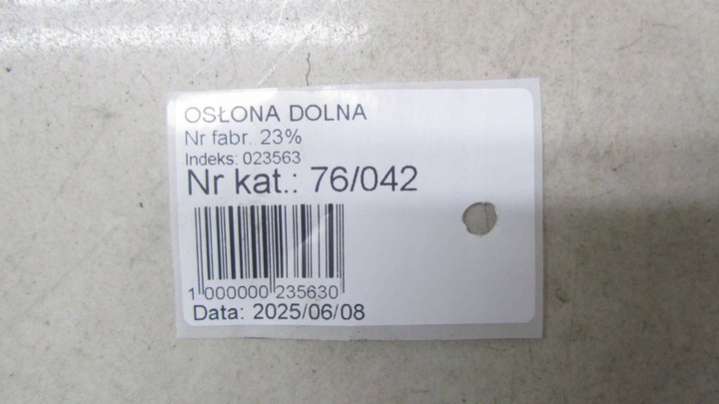 OSŁONA DOLNA
Nr fabr. 23%
Indeks: 023563
Nr kat.: 76/042
1 000000 235630
Data: 2025/06/08